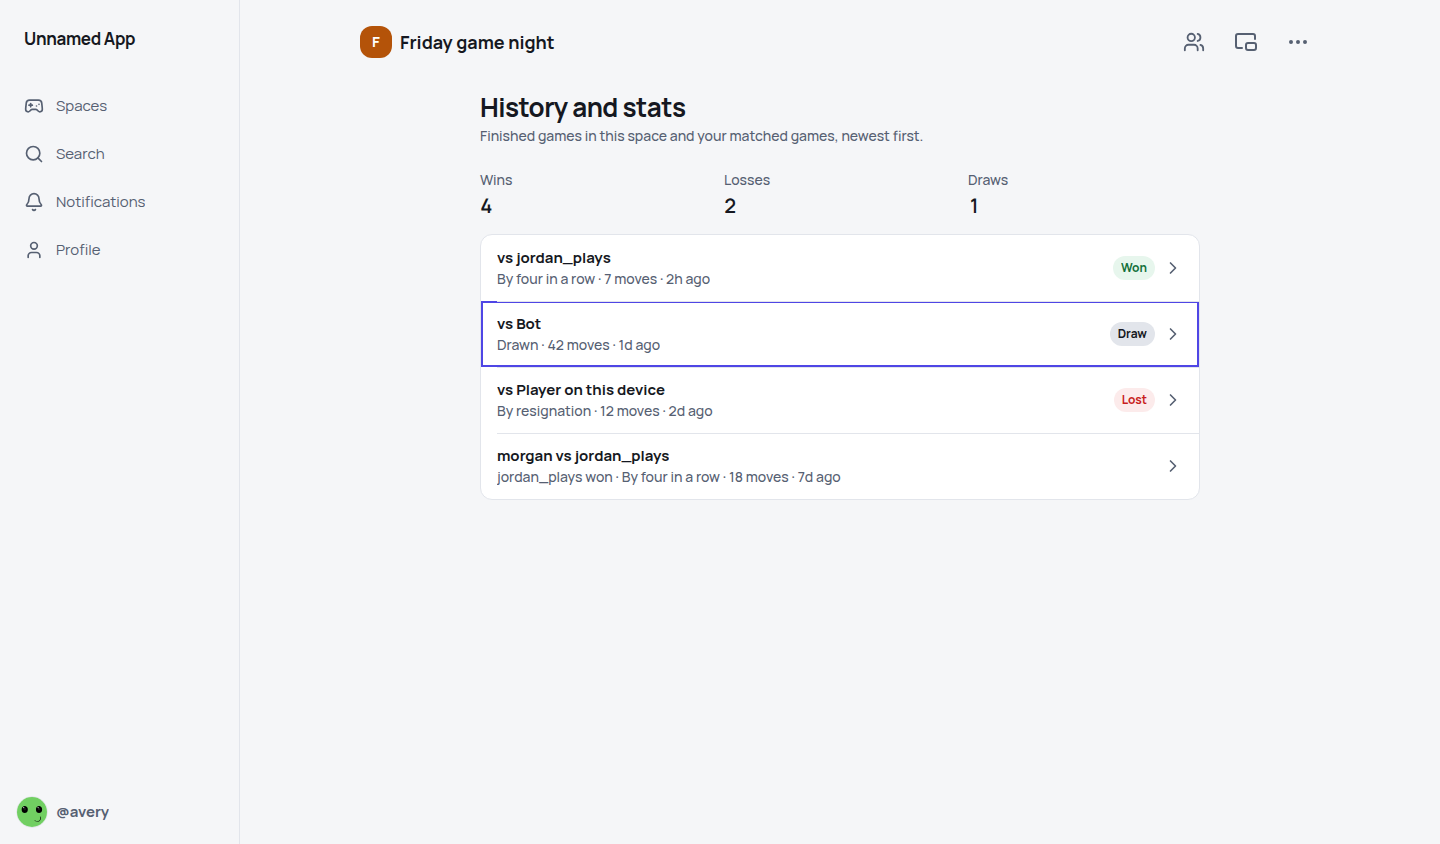 Unnamed App
Spaces
Search
Notifications
Profile
@avery
F
Friday game night
History and stats
Finished games in this space and your matched games, newest first.
Wins
4
Losses
2
Draws
1
vs jordan_plays
By four in a row · 7 moves · 2h ago
Won
vs Bot
Drawn · 42 moves · 1d ago
Draw
vs Player on this device
By resignation · 12 moves · 2d ago
Lost
morgan vs jordan_plays
jordan_plays won · By four in a row · 18 moves · 7d ago